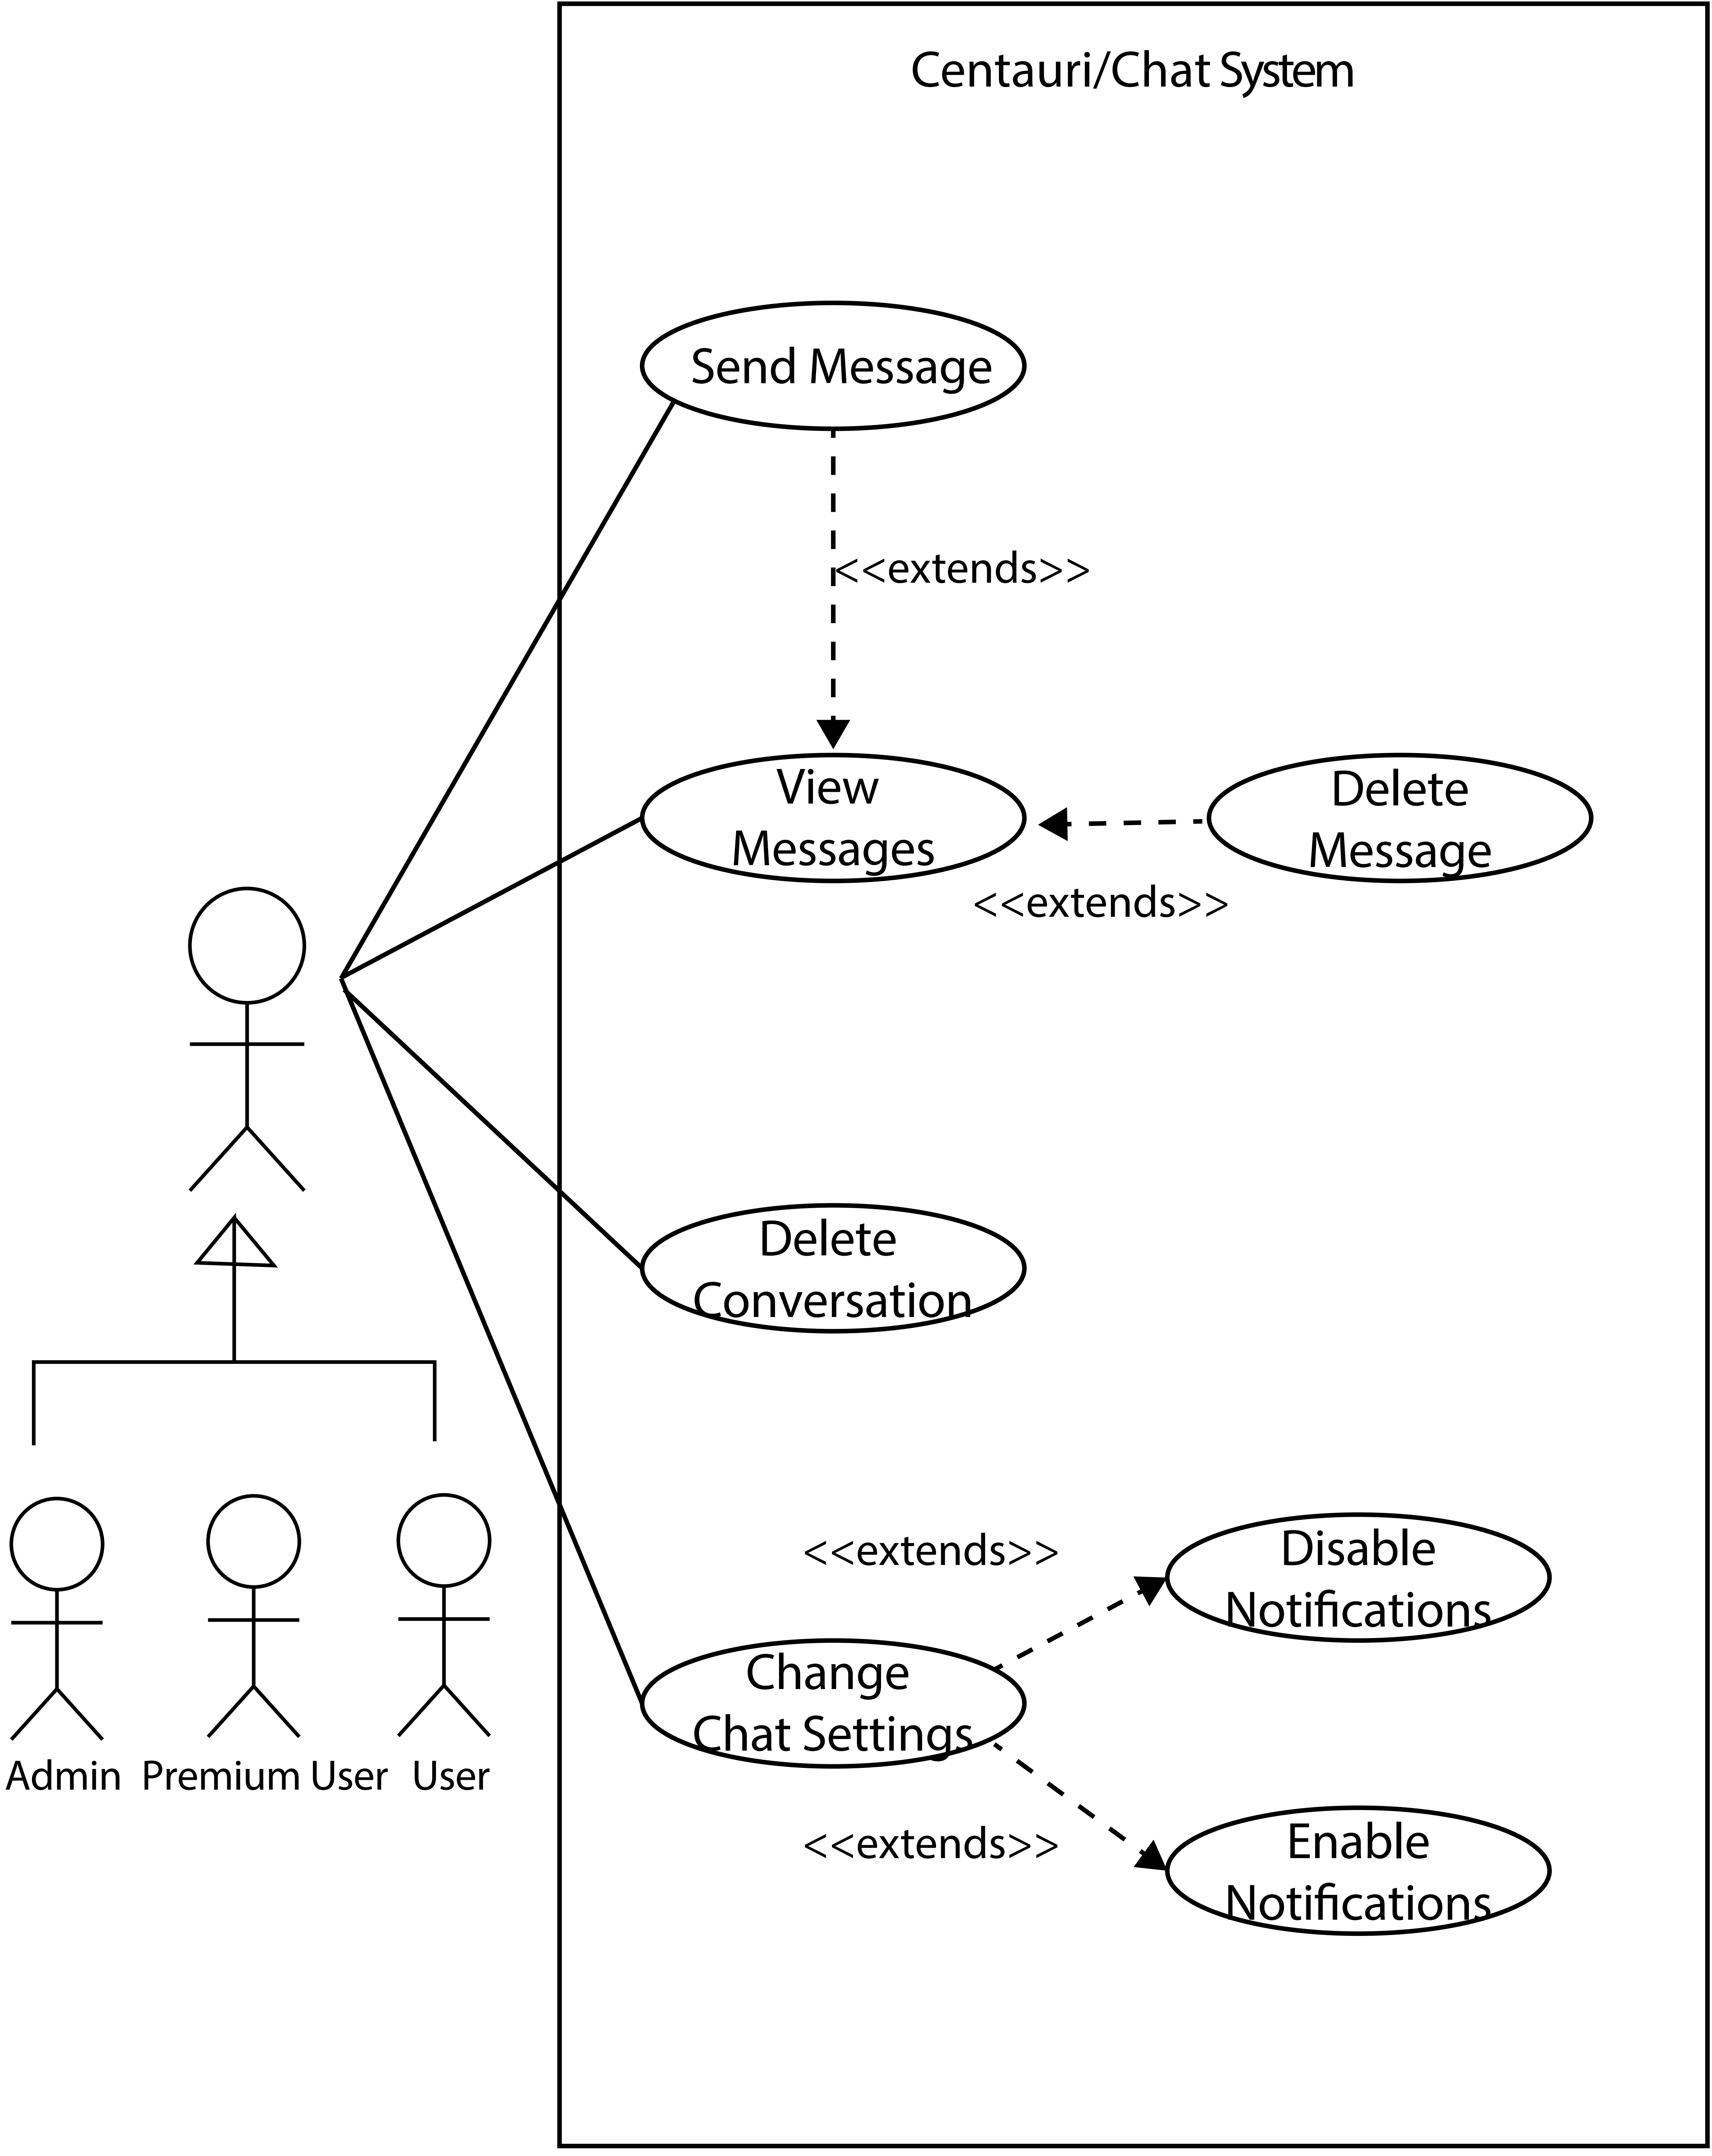 Centauri/Chat System
Send Message
<<extends>>
View
Messages
Delete
Message
<<extends>>
Delete
Conversation
<<extends>>
Disable
Notifications
Change
Chat Settings
<<extends>>
Enable
Notifications
Admin
Premium User
User